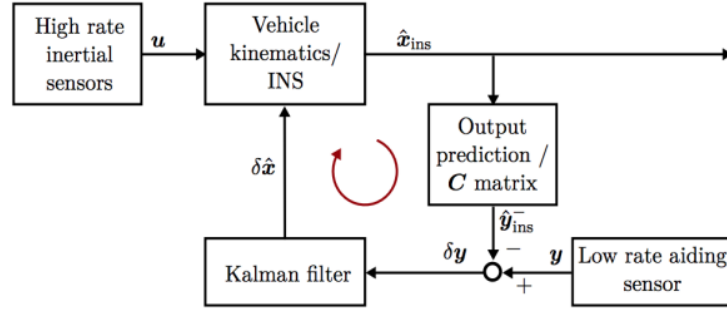 High rate
inertial
sensors
u
Vehicle
kinematics/
INS
x̂ins
Output
prediction /
C matrix
δx̂
ŷ−ins
−
Kalman filter
δy
+
y
Low rate aiding
sensor